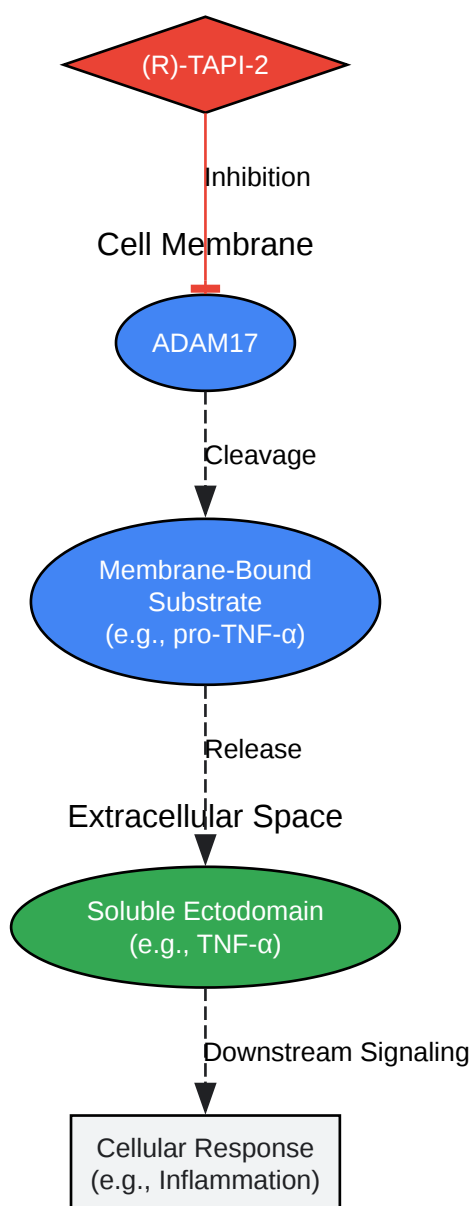 (R)-TAPI-2
Inhibition
Cell Membrane
ADAM17
Cleavage
Membrane-Bound
Substrate
(e.g., pro-TNF-α)
Release
Extracellular Space
Soluble Ectodomain
(e.g., TNF-α)
Downstream Signaling
Cellular Response
(e.g., Inflammation)